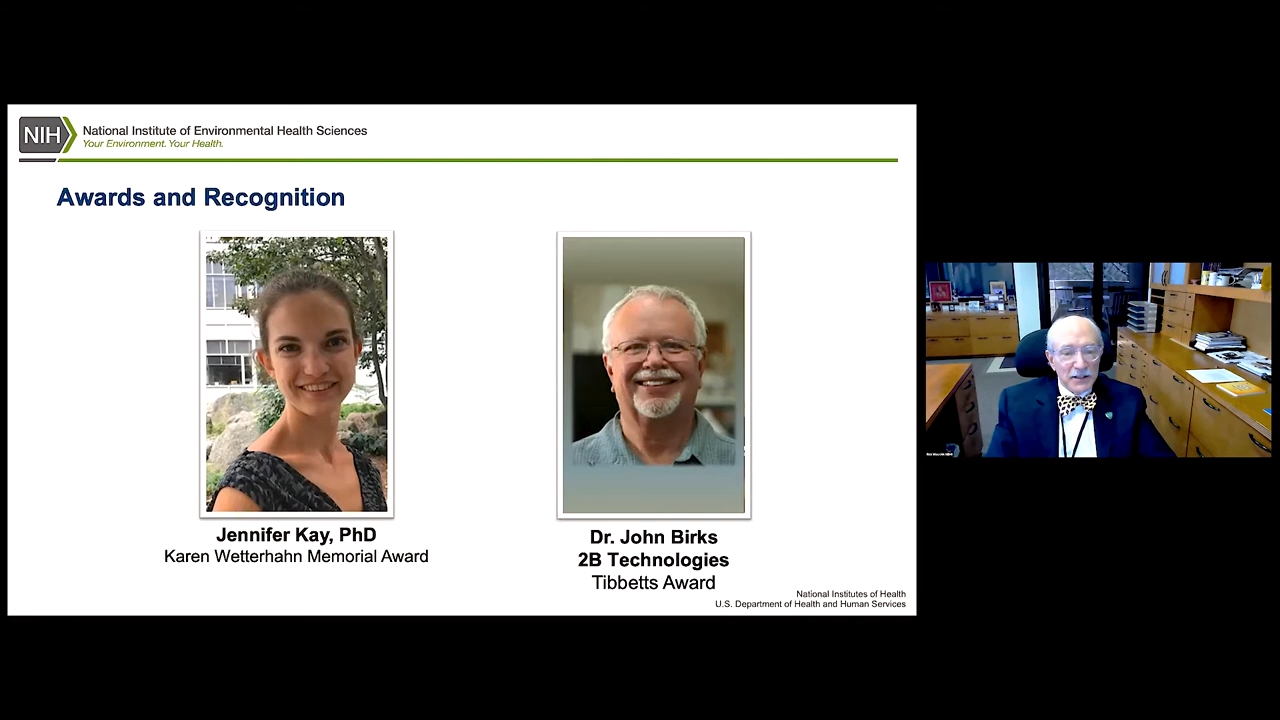 NIH
National Institute of Environmental Health Sciences
Your Environment. Your Health.
Awards and Recognition
Jennifer Kay, PhD
Karen Wetterhahn Memorial Award
Dr. John Birks
2B Technologies
Tibbetts Award
National Institutes of Health
U.S. Department of Health and Human Services